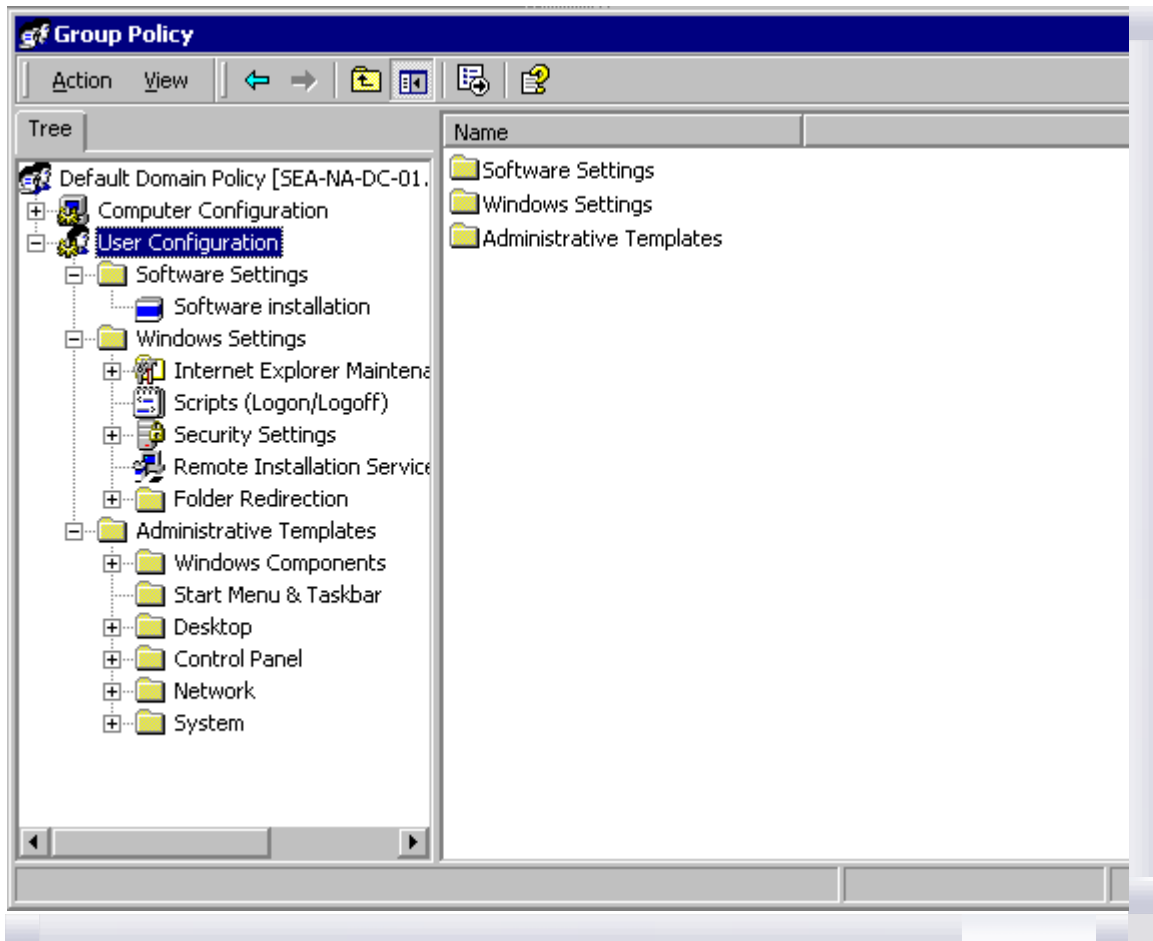 Group Policy
Action View
Tree
Name
Default Domain Policy [SEA-NA-DC-01.
Computer Configuration
User Configuration
Software Settings
Software installation
Windows Settings
Internet Explorer Maintena
Scripts (Logon/Logoff)
Security Settings
Remote Installation Service
Folder Redirection
Administrative Templates
Windows Components
Start Menu & Taskbar
Desktop
Control Panel
Network
System
Software Settings
Windows Settings
Administrative Templates